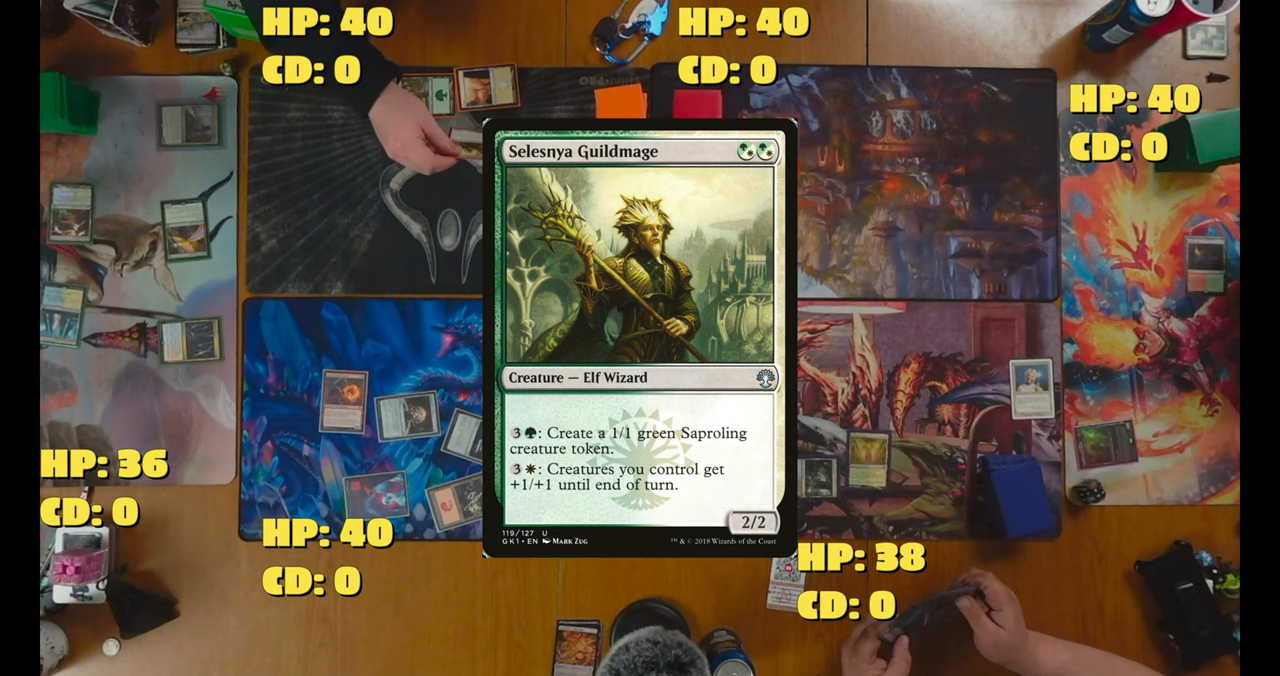 HP: 40
CD: 0
HP: 40
CD: 0
HP: 40
CD: 0
Selesnya Guildmage
Creature — Elf Wizard
3 : Create a 1/1 green Saproling
creature token.
3 : Creatures you control get
+1/+1 until end of turn.
2/2
119/127 U
GK1 • EN Mark Zug
™ & © 2018 Wizards of the Coast
HP: 36
CD: 0
HP: 40
CD: 0
HP: 38
CD: 0